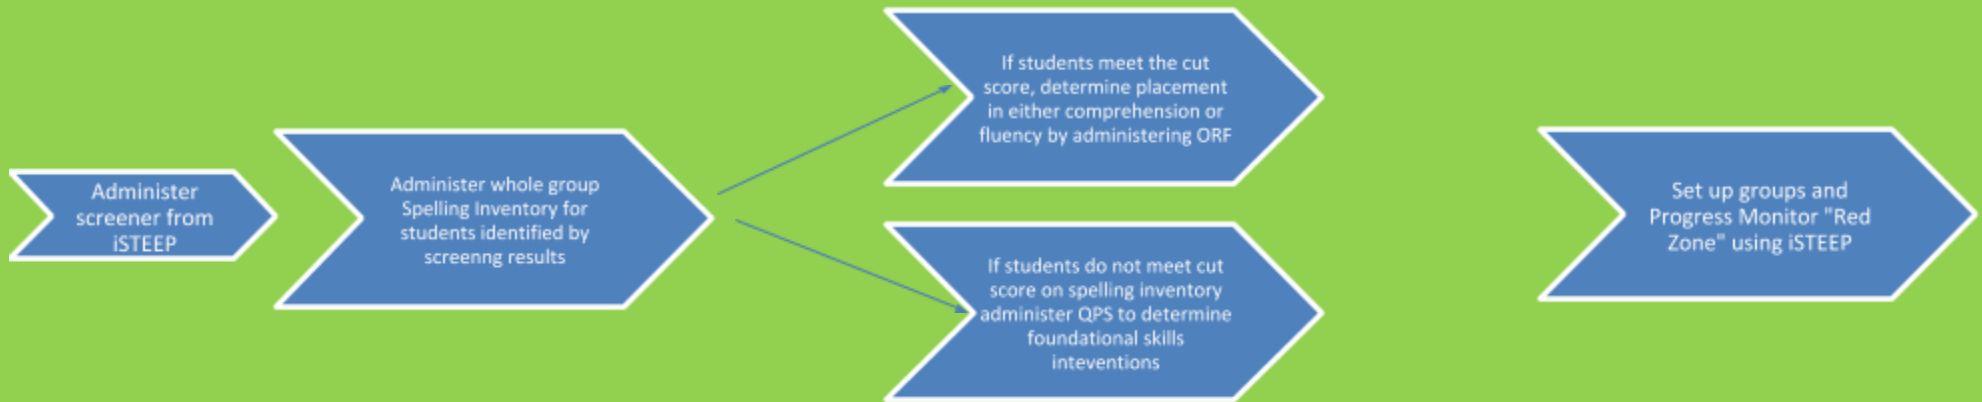 Administer
screener from
iSTEEP
Administer whole group
Spelling Inventory for
students identified by
screenng results
If students meet the cut
score, determine placement
in either comprehension or
fluency by administering ORF
If students do not meet cut
score on spelling inventory
administer QPS to determine
foundational skills
inteventions
Set up groups and
Progress Monitor "Red
Zone" using iSTEEP